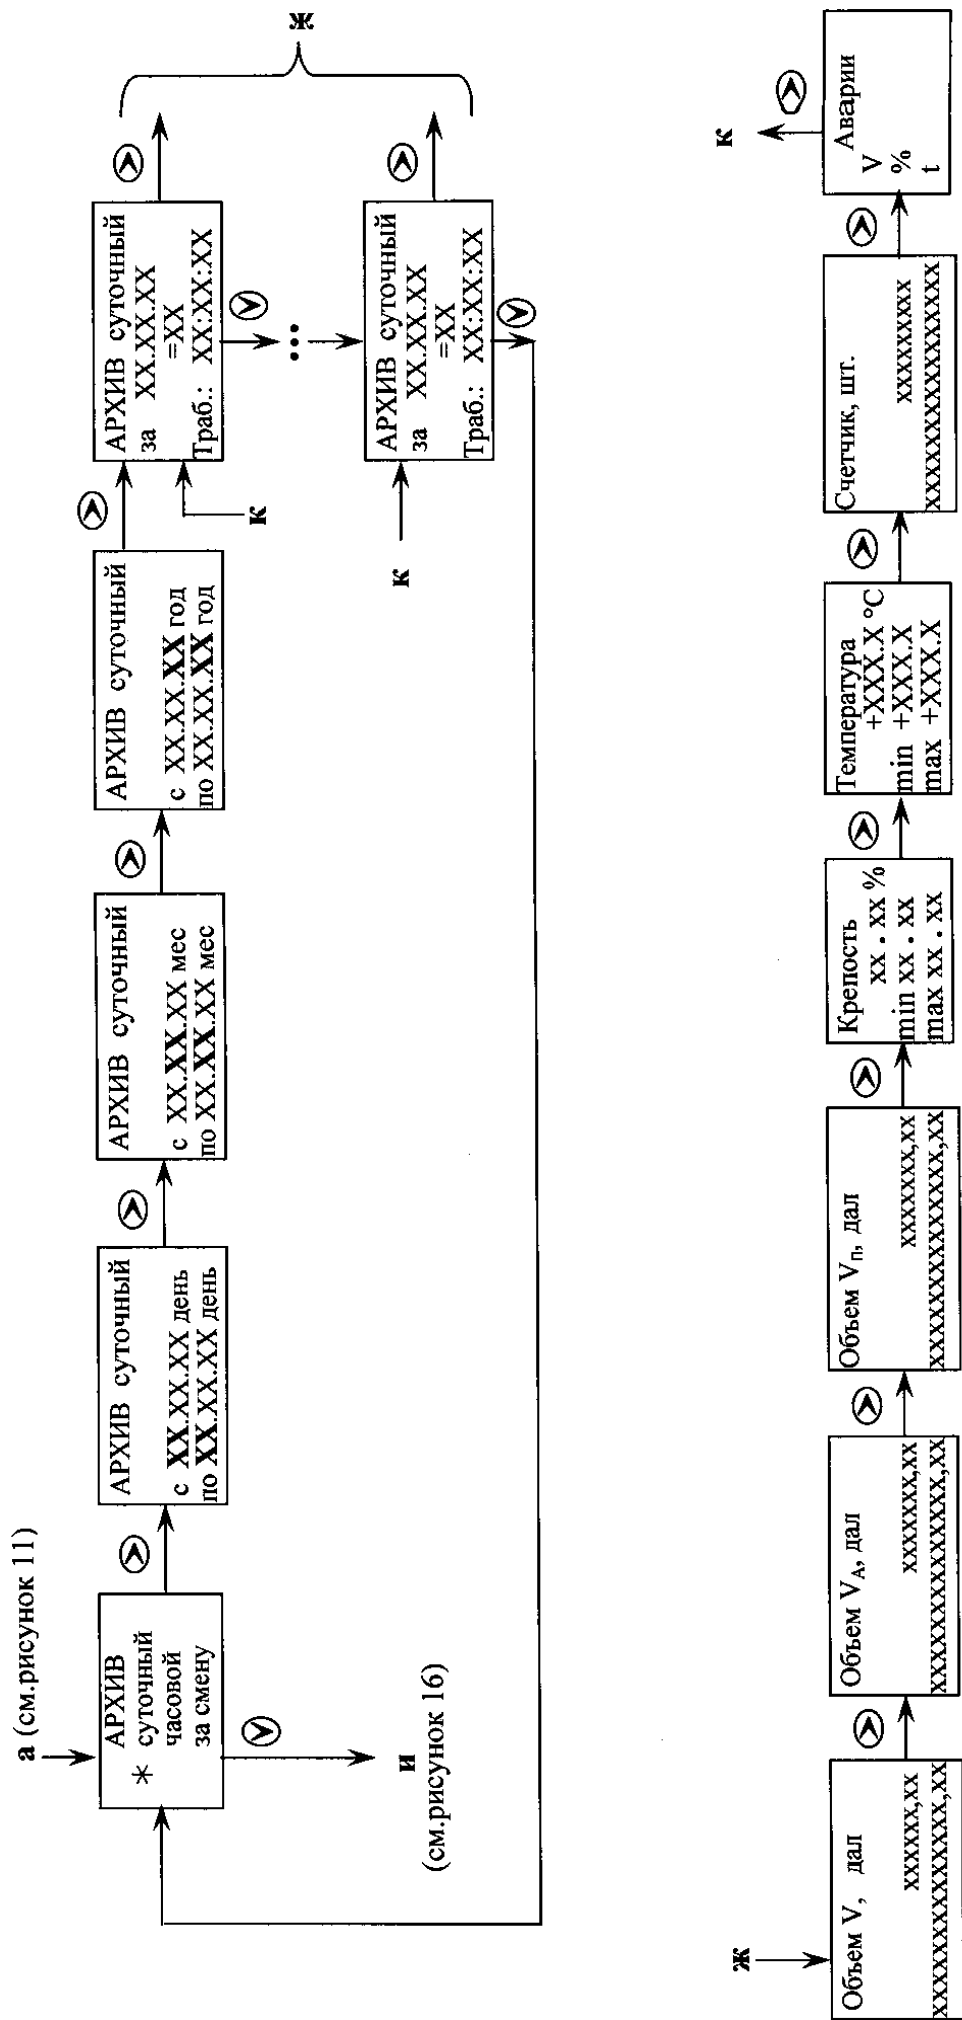 а (см.рисунок 11)
АРХИВ
* суточный
часовой
за смену
и
(см.рисунок 16)
АРХИВ суточный
с XX.XX.XX день
по XX.XX.XX день
АРХИВ суточный
с XX.XX.XX мес
по XX.XX.XX мес
АРХИВ суточный
с XX.XX.XX год
по XX.XX.XX год
к
АРХИВ суточный
за XX.XX.XX
=XX
Траб.: XX:XX:XX
...
к
АРХИВ суточный
за XX.XX.XX
=XX
Траб.: XX:XX:XX
ж
ж
Объем V, дал
xxxxxx,xx
xxxxxxxxxxxxx,xx
Объем VА, дал
xxxxxx,xx
xxxxxxxxxxxxx,xx
Объем Vп, дал
xxxxxx,xx
xxxxxxxxxxxxx,xx
Крепость
xx . xx %
min xx . xx
max xx . xx
Температура
+XXX.X °C
min +XXX.X
max +XXX.X
Счетчик, шт.
xxxxxxxxx
xxxxxxxxxxxxxxxxx
Аварии
V
%
t
к